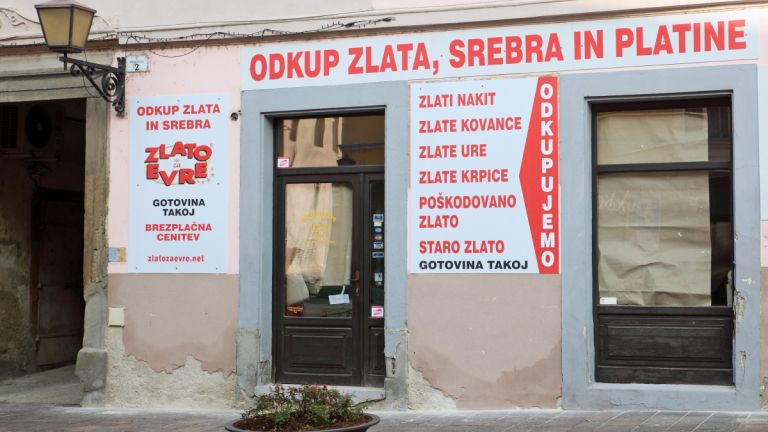 ODKUP ZLATA, SREBRA IN PLATINE
2
ODKUP ZLATA
IN SREBRA
ZLATO
ZA
EVRE
GOTOVINA
TAKOJ
BREZPLAČNA
CENITEV
zlatozaevre.net
ZLATI NAKIT
ZLATE KOVANCE
ZLATE URE
ZLATE KRPICE
POŠKODOVANO
ZLATO
STARO ZLATO
GOTOVINA TAKOJ
ODKUPUJEMO